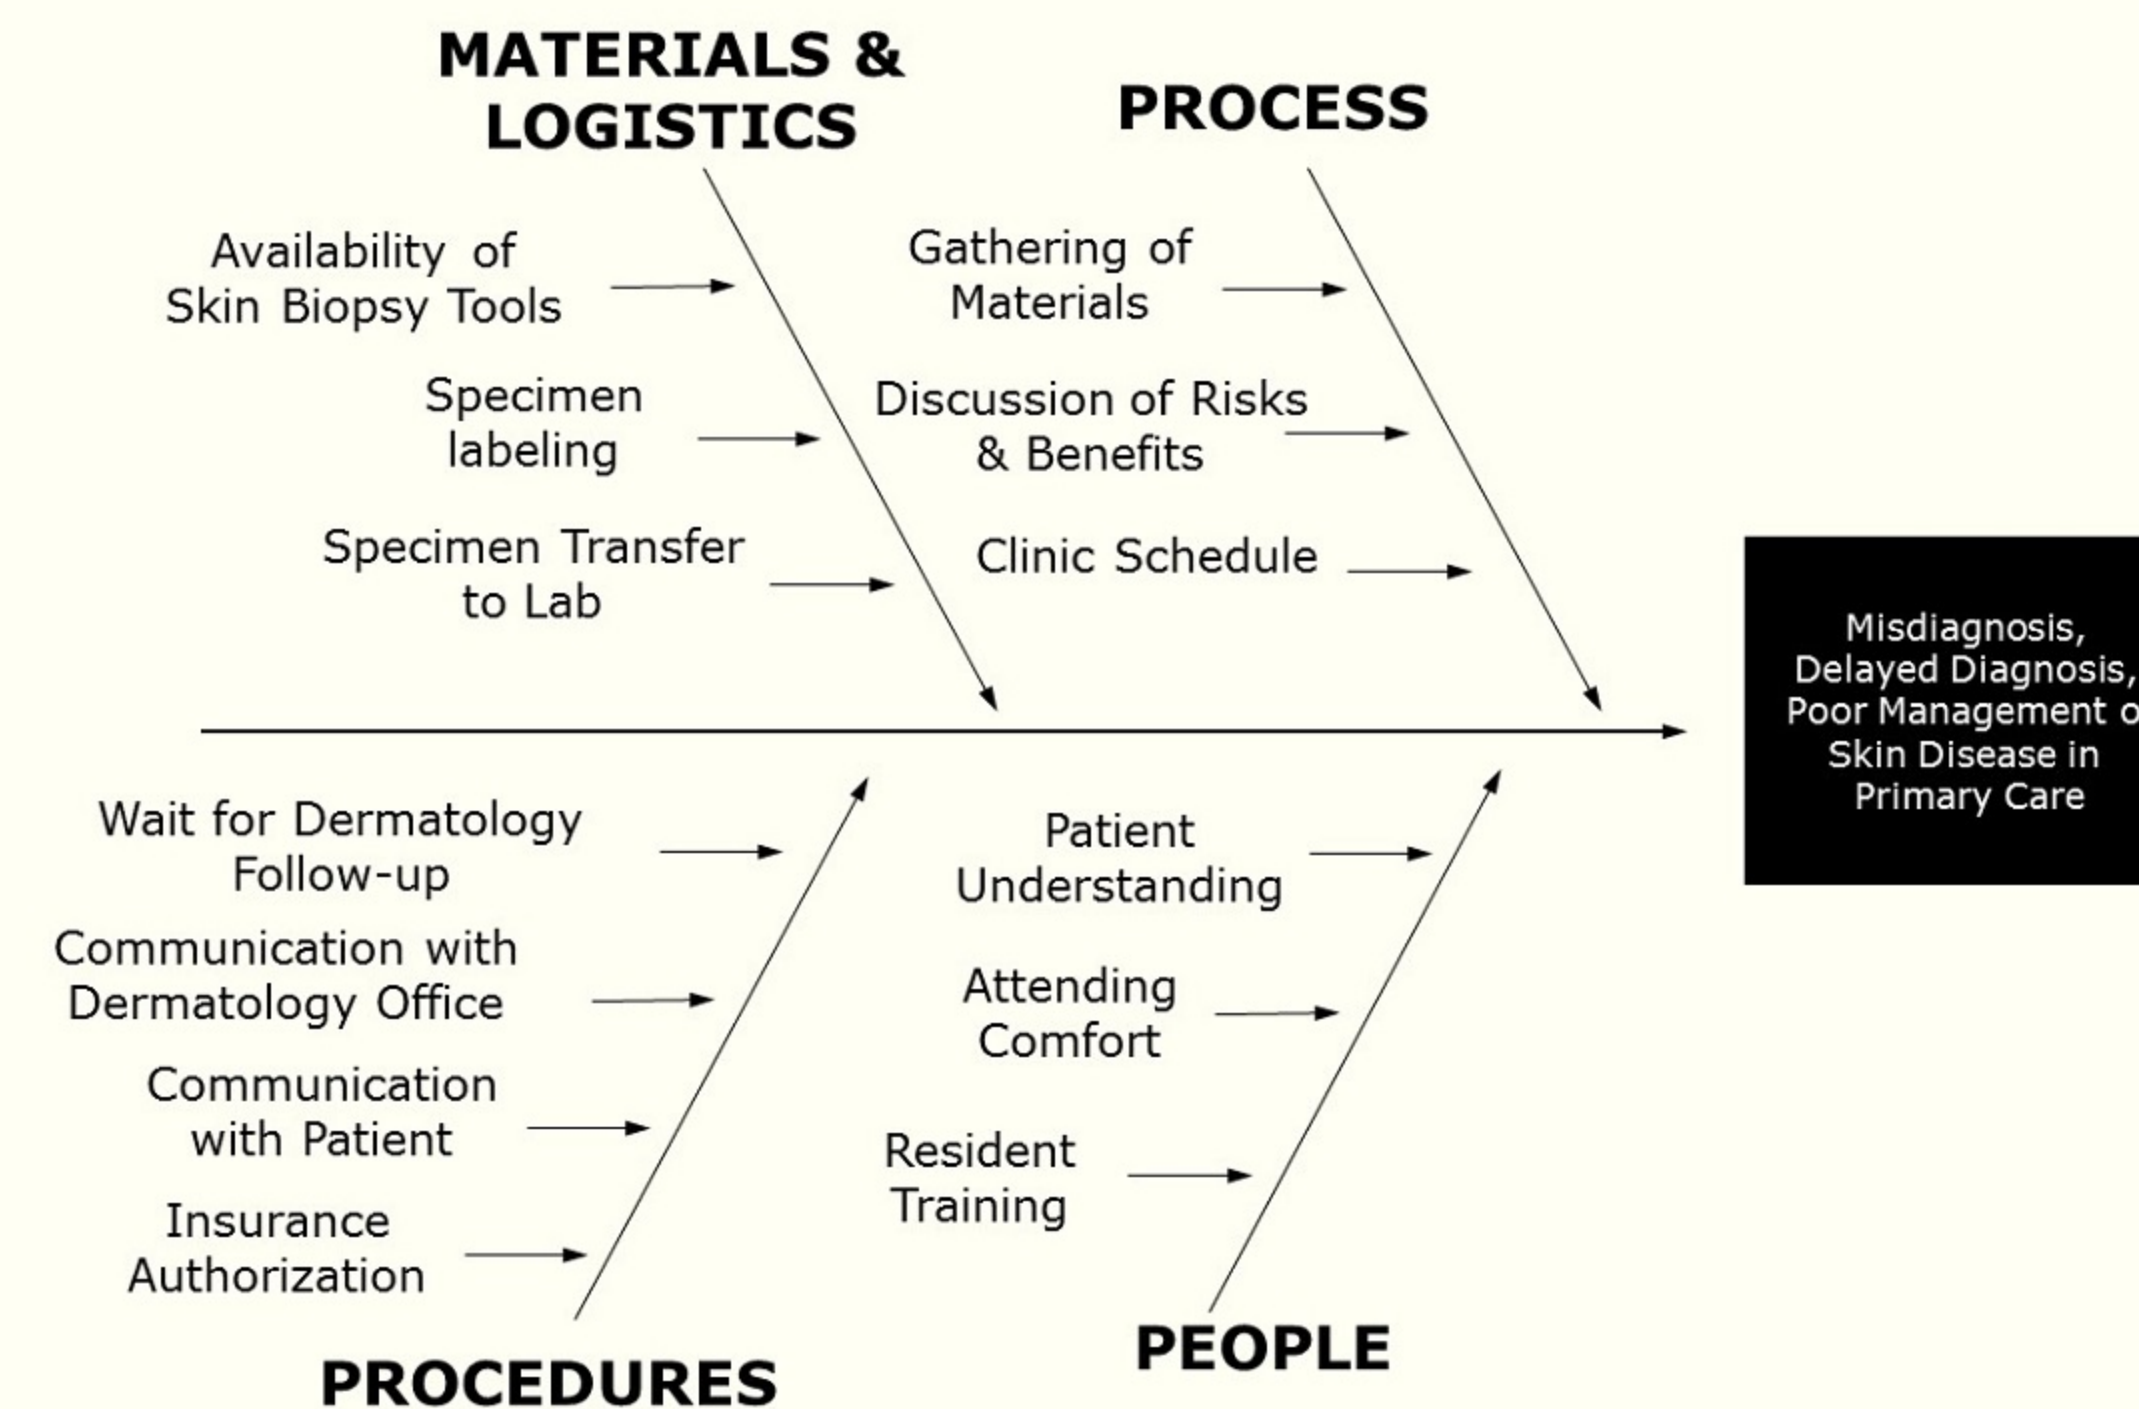 MATERIALS &
LOGISTICS
PROCESS
Availability of
Skin Biopsy Tools
Specimen
labeling
Specimen Transfer
to Lab
Gathering of
Materials
Discussion of Risks
& Benefits
Clinic Schedule
Misdiagnosis,
Delayed Diagnosis,
Poor Management o
Skin Disease in
Primary Care
Wait for Dermatology
Follow-up
Communication with
Dermatology Office
Communication
with Patient
Insurance
Authorization
PROCEDURES
Patient
Understanding
Attending
Comfort
Resident
Training
PEOPLE